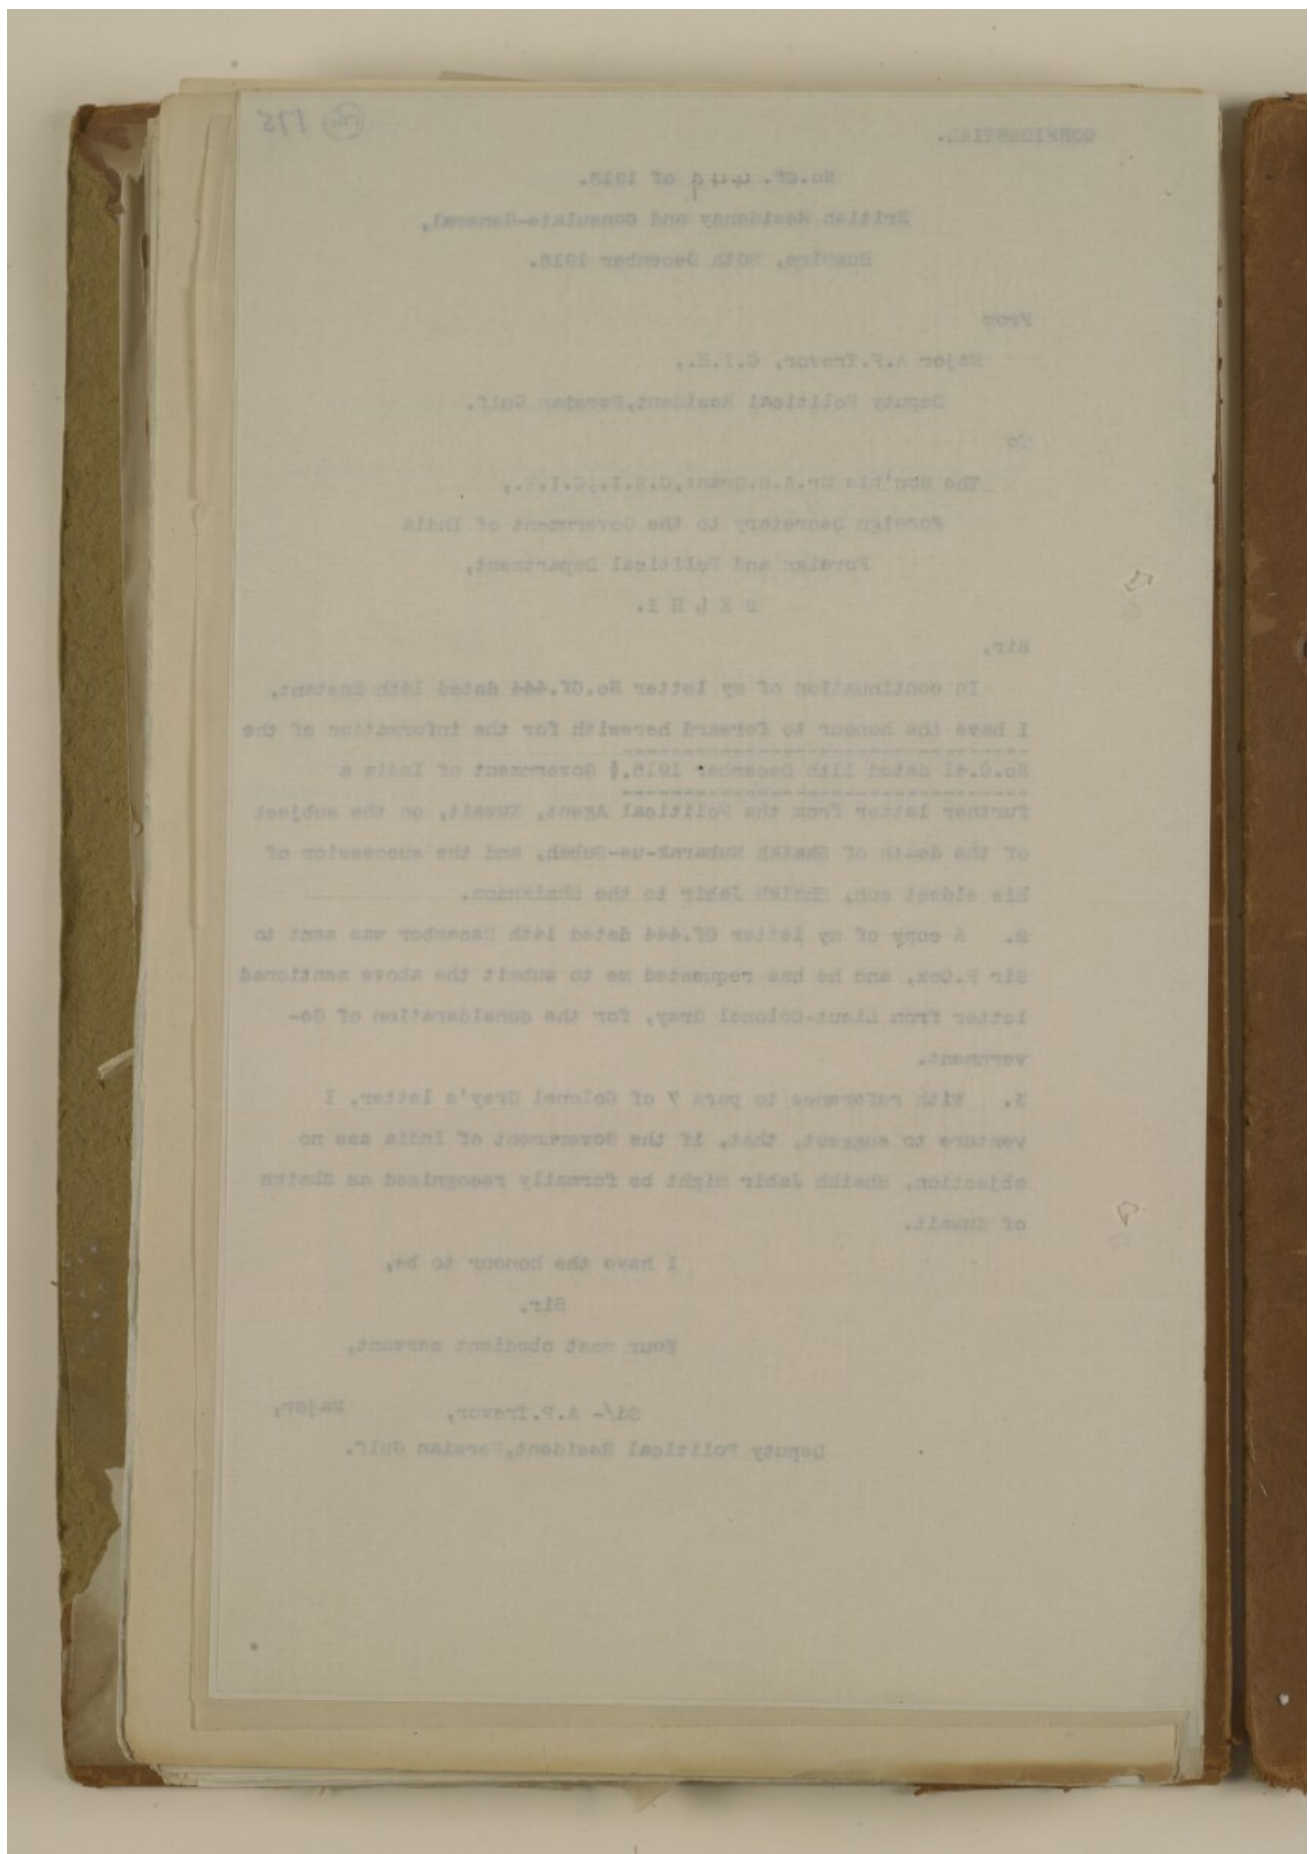 175
CONFIDENTIAL.
No.Cf. 449 of 1915.
British Residency and Consulate-General,
Bushire, 20th December 1915.
From
Major A.P.Trevor, C.I.E.,
Deputy Political Resident,Persian Gulf.
To
The Hon'ble Mr.A.H.Grant,C.S.I.,C.I.E.,
Foreign Secretary to the Government of India
Foreign and Political Department,
D E L H I.
Sir,
In continuation of my letter No.Cf.444 dated 14th Instant,
I have the honour to forward herewith for the information of the
No.C.41 dated 11th December 1915. Government of India a
further letter from the Political Agent, Kuwait, on the subject
of the death of Shaikh Mubarak-us-Subah, and the succession of
his eldest son, Shaikh Jabir to the Shaikhdom.
2. A copy of my letter Cf.444 dated 14th December was sent to
Sir P.Cox, and he has requested me to submit the above mentioned
letter from Lieut-Colonel Grey, for the consideration of Go-
vernment.
3. With reference to para 7 of Colonel Grey's letter, I
venture to suggest, that, if the Government of India see no
objection, Shaikh Jabir might be formally recognised as Shaikh
of Kuwait.
I have the honour to be,
Sir,
Your most obedient servant,
Sd/- A.P.Trevor, Major,
Deputy Political Resident,Persian Gulf.